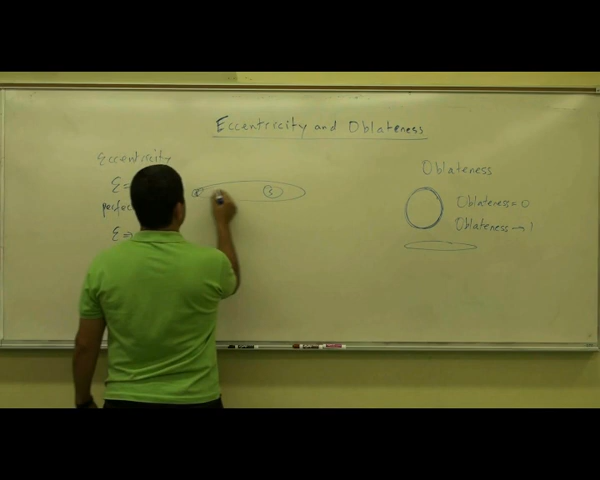 Eccentricity and Oblateness
Eccentricity
ε =
perfec
ε →
Oblateness
Oblateness = 0
Oblateness → 1